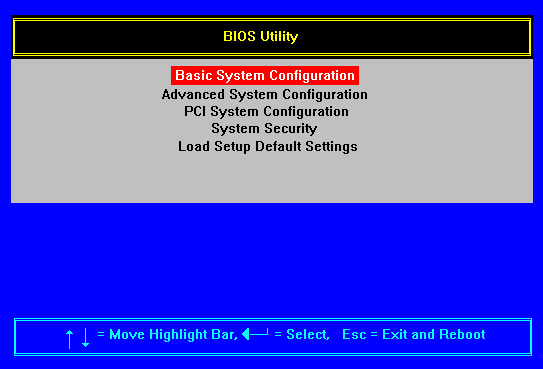 BIOS Utility
Basic System Configuration
Advanced System Configuration
PCI System Configuration
System Security
Load Setup Default Settings
↑ ↓ = Move Highlight Bar, ◄─┘ = Select, Esc = Exit and Reboot